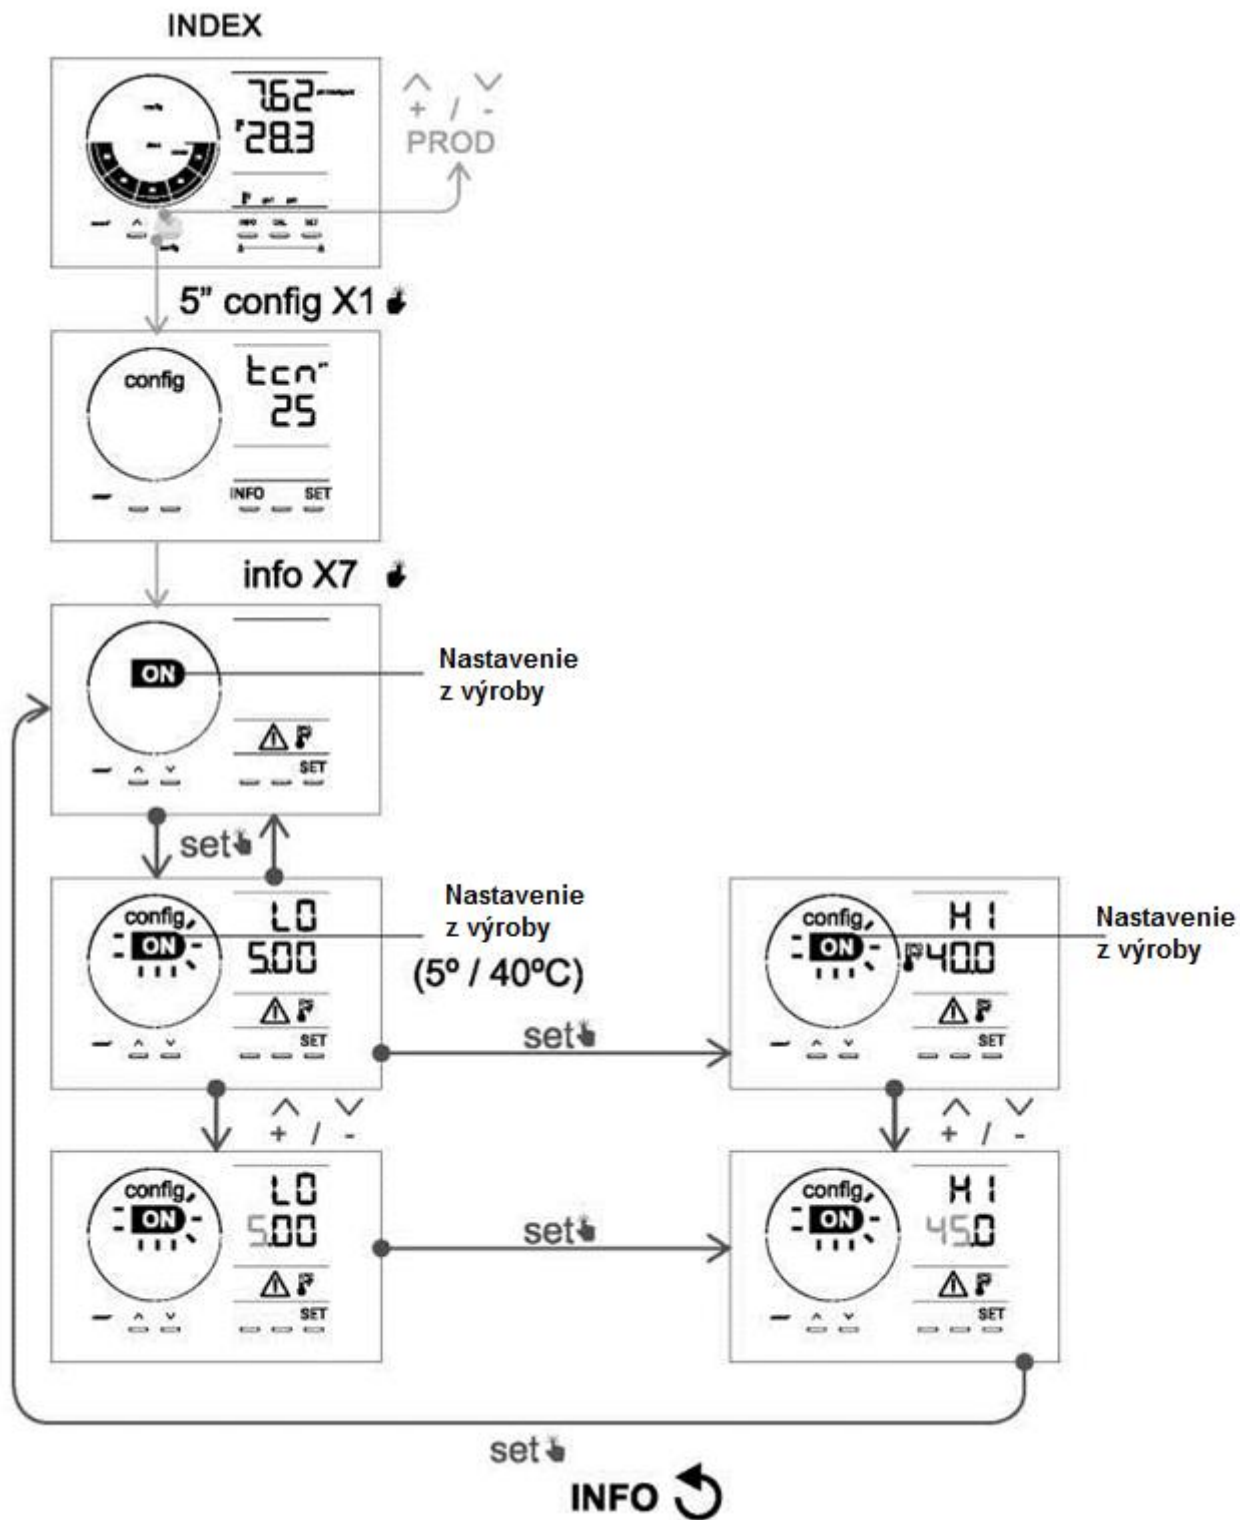 INDEX
7.62
28.3
+ / -
PROD
INFO CAL SET
5” config X1
config
tcn
25
INFO SET
info X7
ON
Nastavenie
z výroby
SET
set
config
ON
LO
5.00
SET
Nastavenie
z výroby
(5º / 40ºC)
set
config
ON
HI
40.0
SET
Nastavenie
z výroby
+ / -
+ / -
config
ON
LO
5.00
SET
set
config
ON
HI
45.0
SET
set
INFO